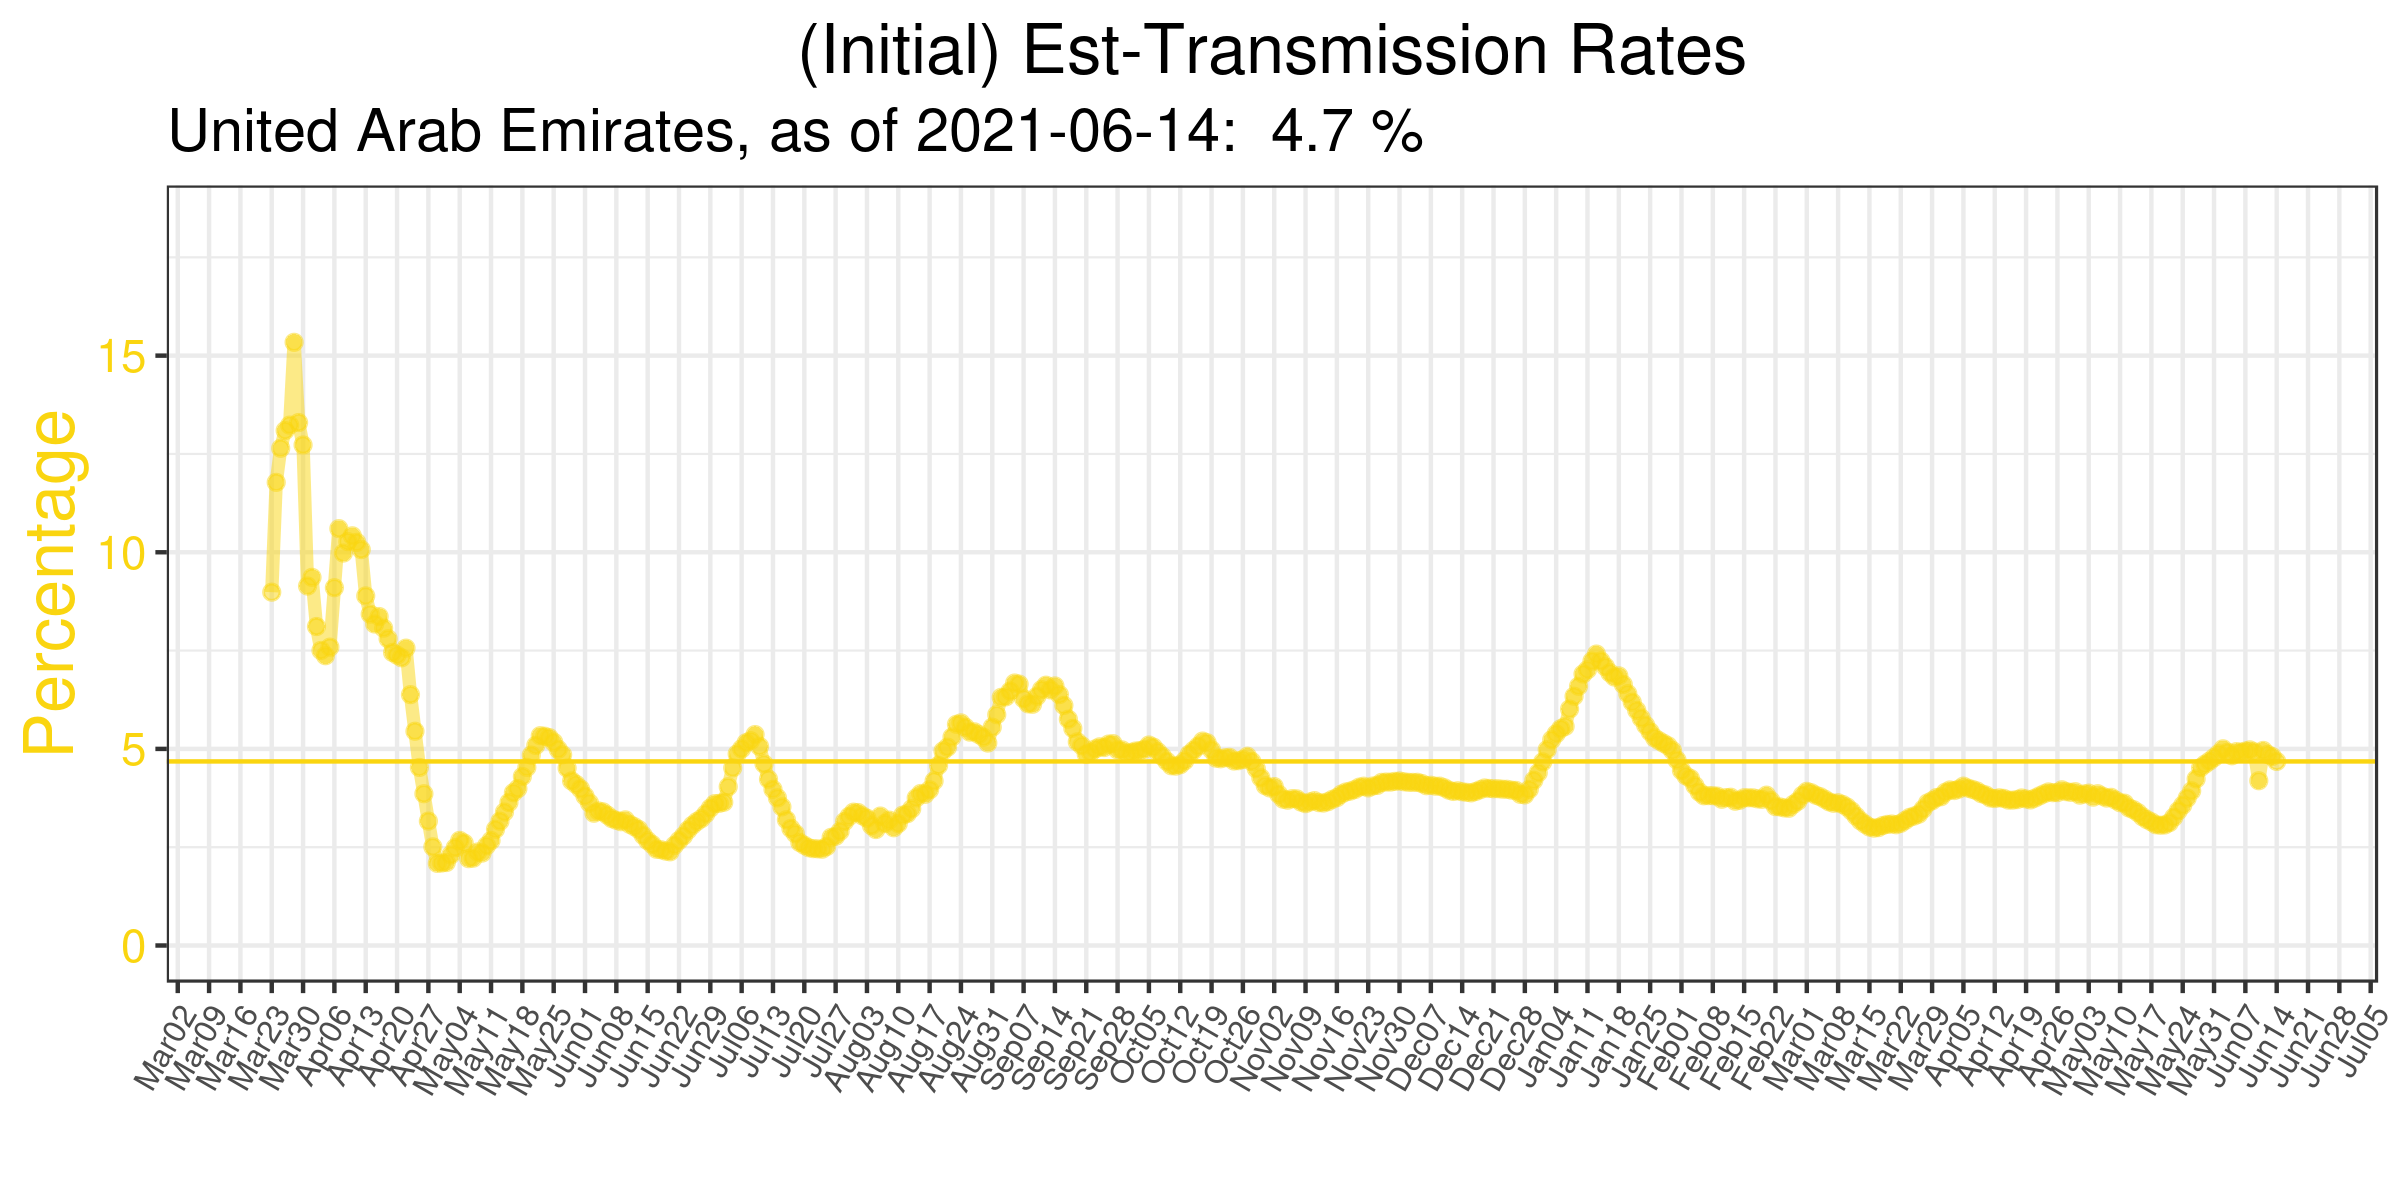 (Initial) Est-Transmission Rates
United Arab Emirates, as of 2021-06-14:  4.7 %
Percentage
15
10
5
0
Mar02
Mar09
Mar16
Mar23
Mar30
Apr06
Apr13
Apr20
Apr27
May04
May11
May18
May25
Jun01
Jun08
Jun15
Jun22
Jun29
Jul06
Jul13
Jul20
Jul27
Aug03
Aug10
Aug17
Aug24
Aug31
Sep07
Sep14
Sep21
Sep28
Oct05
Oct12
Oct19
Oct26
Nov02
Nov09
Nov16
Nov23
Nov30
Dec07
Dec14
Dec21
Dec28
Jan04
Jan11
Jan18
Jan25
Feb01
Feb08
Feb15
Feb22
Mar01
Mar08
Mar15
Mar22
Mar29
Apr05
Apr12
Apr19
Apr26
May03
May10
May17
May24
May31
Jun07
Jun14
Jun21
Jun28
Jul05